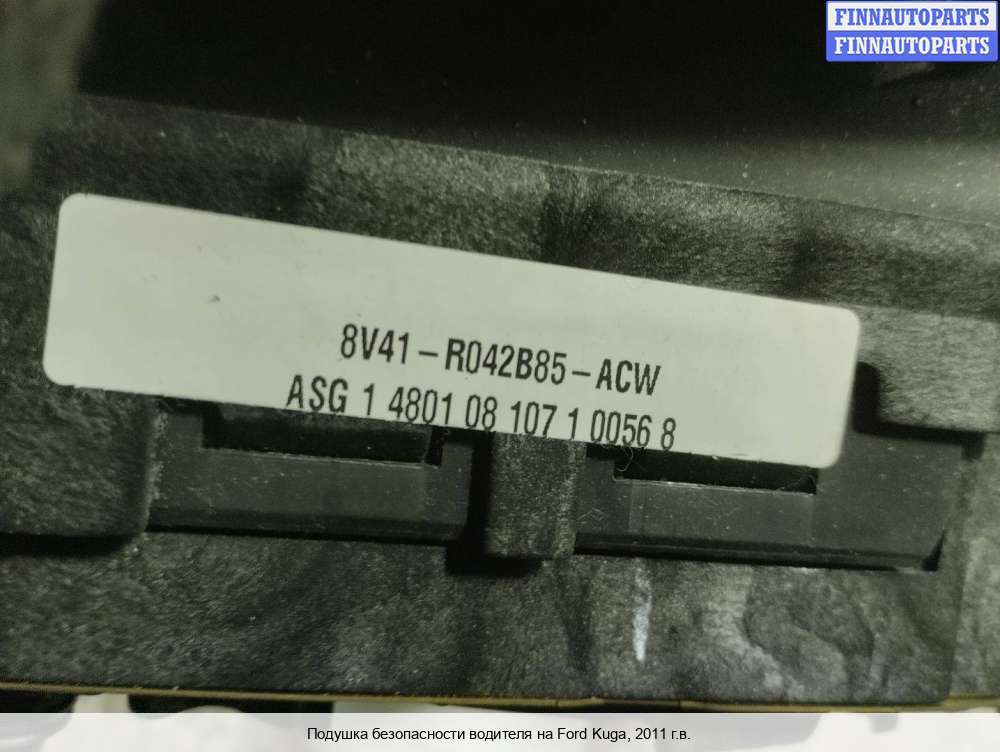 FINNAUTOPARTS
FINNAUTOPARTS
8V41-R042B85-ACW
ASG 1 4801 08 107 1 0056 8
Подушка безопасности водителя на Ford Kuga, 2011 г.в.